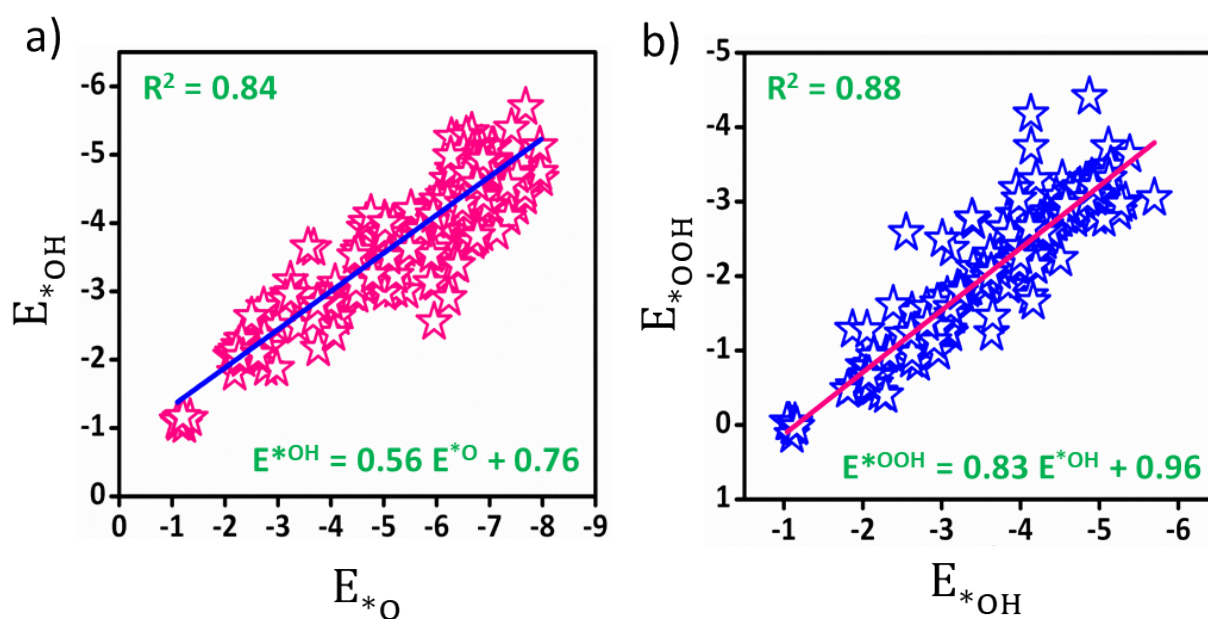 a)
R² = 0.84
E*OH = 0.56 E*O + 0.76
E*OH
-6
-5
-4
-3
-2
-1
0
0 -1 -2 -3 -4 -5 -6 -7 -8 -9
E*O
b)
R² = 0.88
E*OOH = 0.83 E*OH + 0.96
E*OOH
-5
-4
-3
-2
-1
0
1
-1 -2 -3 -4 -5 -6
E*OH